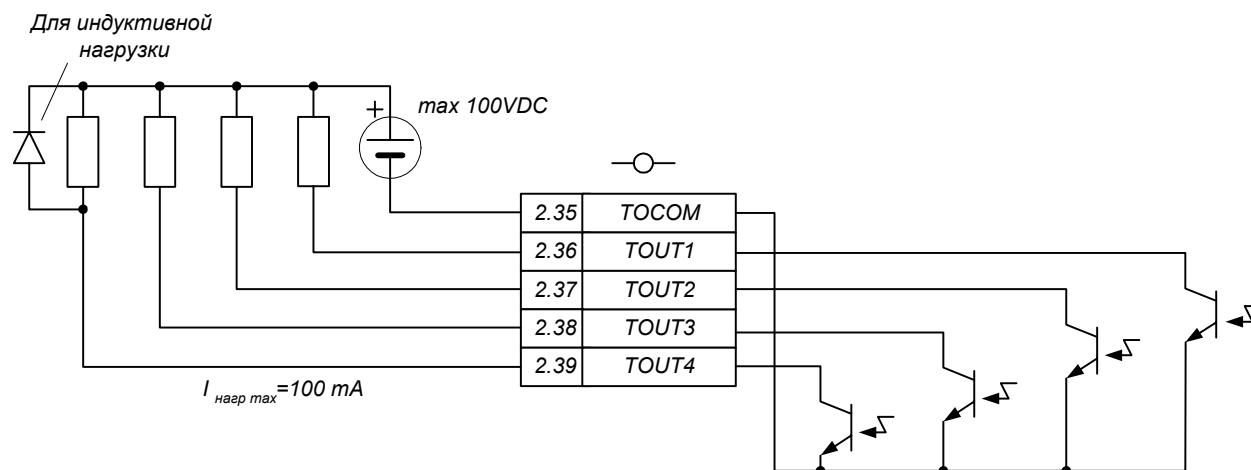 Для индуктивной
нагрузки
+
max 100VDC
2.35 TOCOM
2.36 TOUT1
2.37 TOUT2
2.38 TOUT3
2.39 TOUT4
I нагр max=100 mA